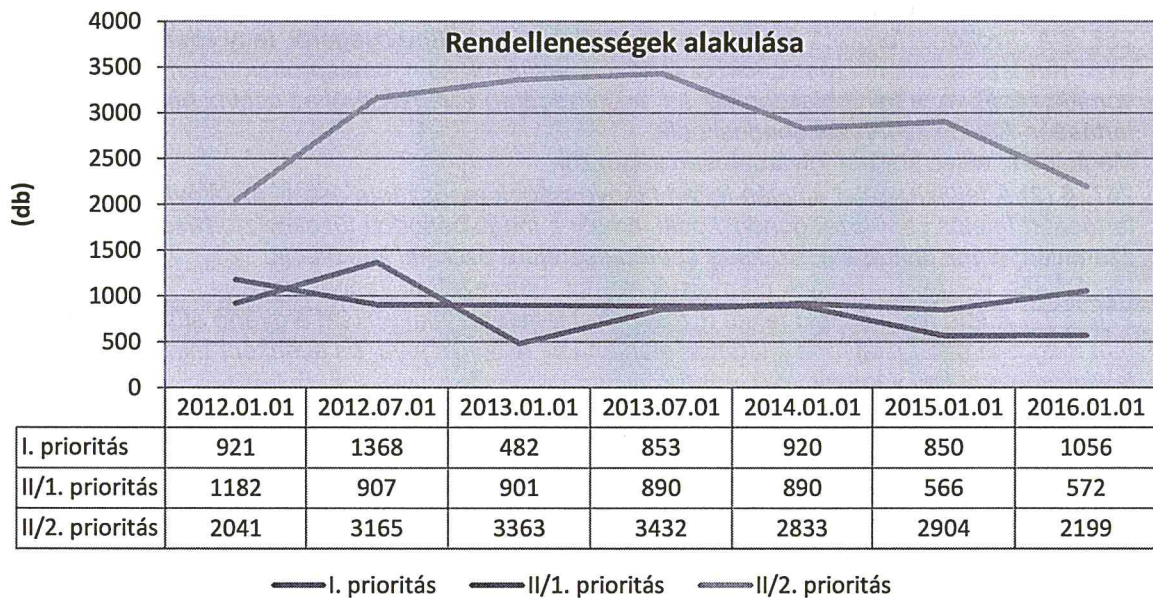 Rendellenességek alakulása
4000
3500
3000
2500
2000
1500
1000
500
0
(db)
2012.01.01 2012.07.01 2013.01.01 2013.07.01 2014.01.01 2015.01.01 2016.01.01
I. prioritás 921 1368 482 853 920 850 1056
II/1. prioritás 1182 907 901 890 890 566 572
II/2. prioritás 2041 3165 3363 3432 2833 2904 2199
I. prioritás II/1. prioritás II/2. prioritás